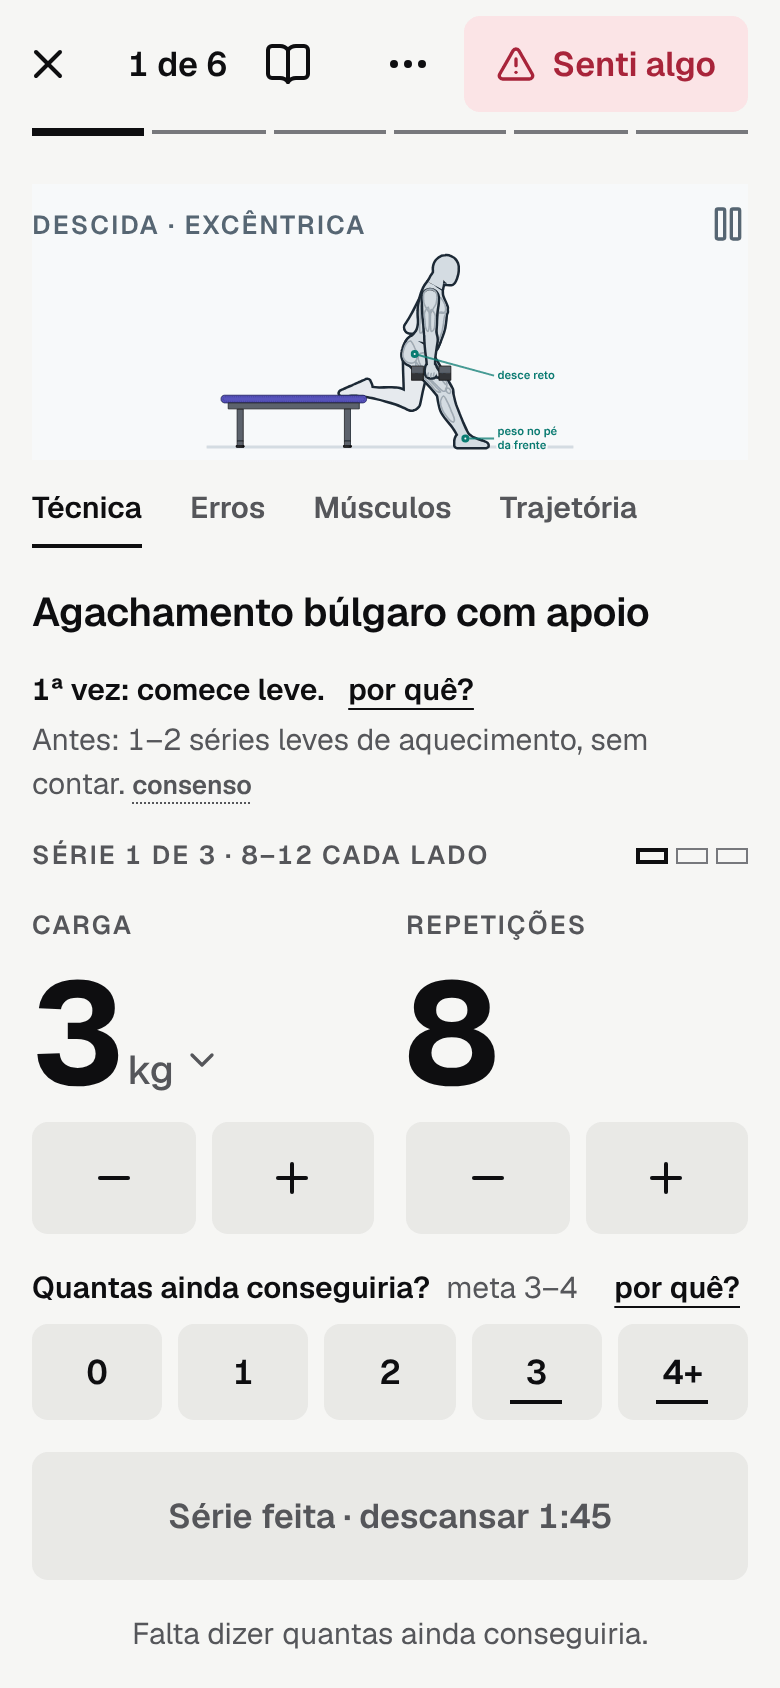 1 de 6
Senti algo
DESCIDA · EXCÊNTRICA
desce reto
peso no pé
da frente
Técnica Erros Músculos Trajetória
Agachamento búlgaro com apoio
1ª vez: comece leve. por quê?
Antes: 1–2 séries leves de aquecimento, sem
contar. consenso
SÉRIE 1 DE 3 · 8–12 CADA LADO
CARGA REPETIÇÕES
3 kg 8
− + − +
Quantas ainda conseguiria? meta 3–4 por quê?
0 1 2 3 4+
Série feita · descansar 1:45
Falta dizer quantas ainda conseguiria.